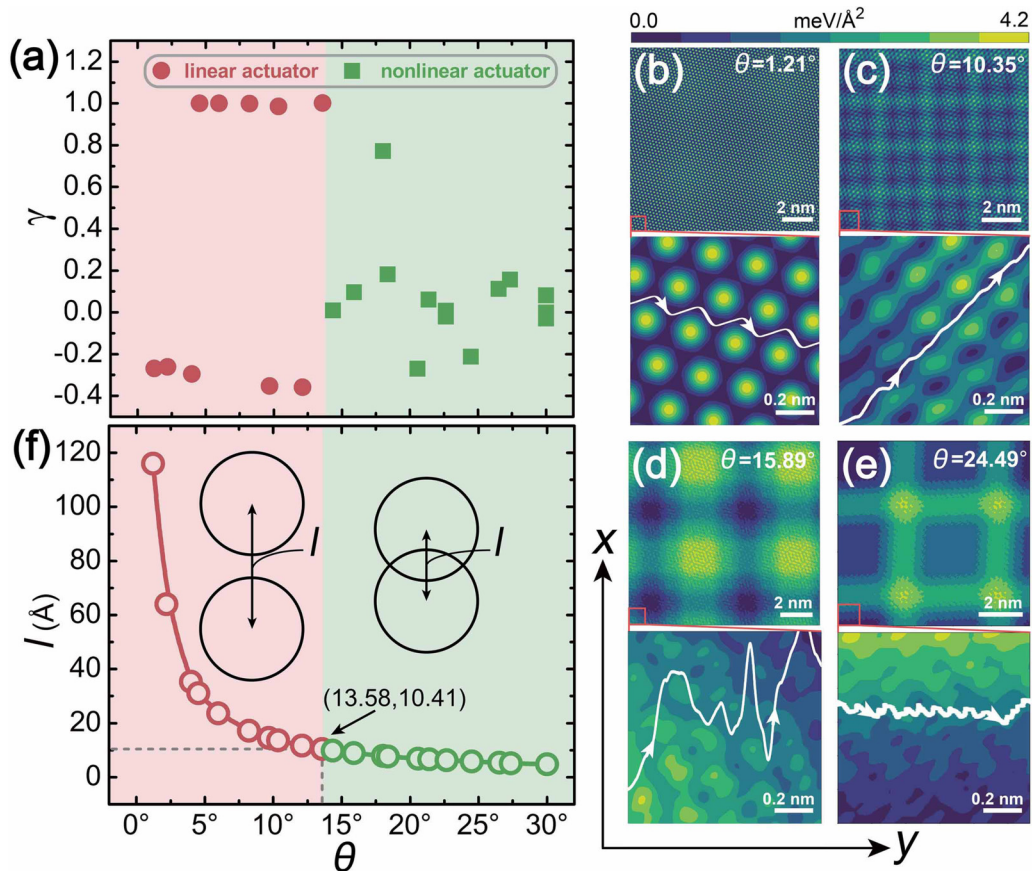 (a)
linear actuator
nonlinear actuator
γ
1.2
1.0
0.8
0.6
0.4
0.2
0.0
-0.2
-0.4
(f)
l (Å)
120
100
80
60
40
20
0
l
l
(13.58,10.41)
0° 5° 10° 15° 20° 25° 30°
θ
0.0 meV/Å² 4.2
(b)
θ=1.21°
2 nm
0.2 nm
(c)
θ=10.35°
2 nm
0.2 nm
(d)
θ=15.89°
2 nm
0.2 nm
(e)
θ=24.49°
2 nm
0.2 nm
x
y